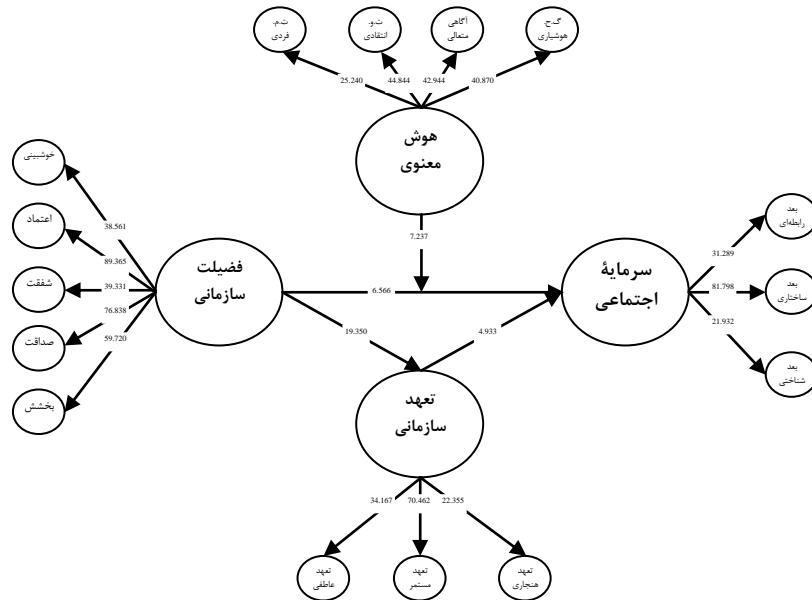 ت.م.
فردی
ت.و.
انتقادی
آگاهی
متعالی
گ.ح.
هوشیاری
25.240
44.844
42.944
40.870
هوش
معنوی
7.237
خوشبینی
اعتماد
شفقت
صداقت
بخشش
38.561
89.365
39.331
76.838
59.720
فضیلت
سازمانی
6.566
19.350
4.933
سرمایۀ
اجتماعی
31.289
81.798
21.932
بعد
رابطه‌ای
بعد
ساختاری
بعد
شناختی
تعهد
سازمانی
34.167
70.462
22.355
تعهد
عاطفی
تعهد
مستمر
تعهد
هنجاری